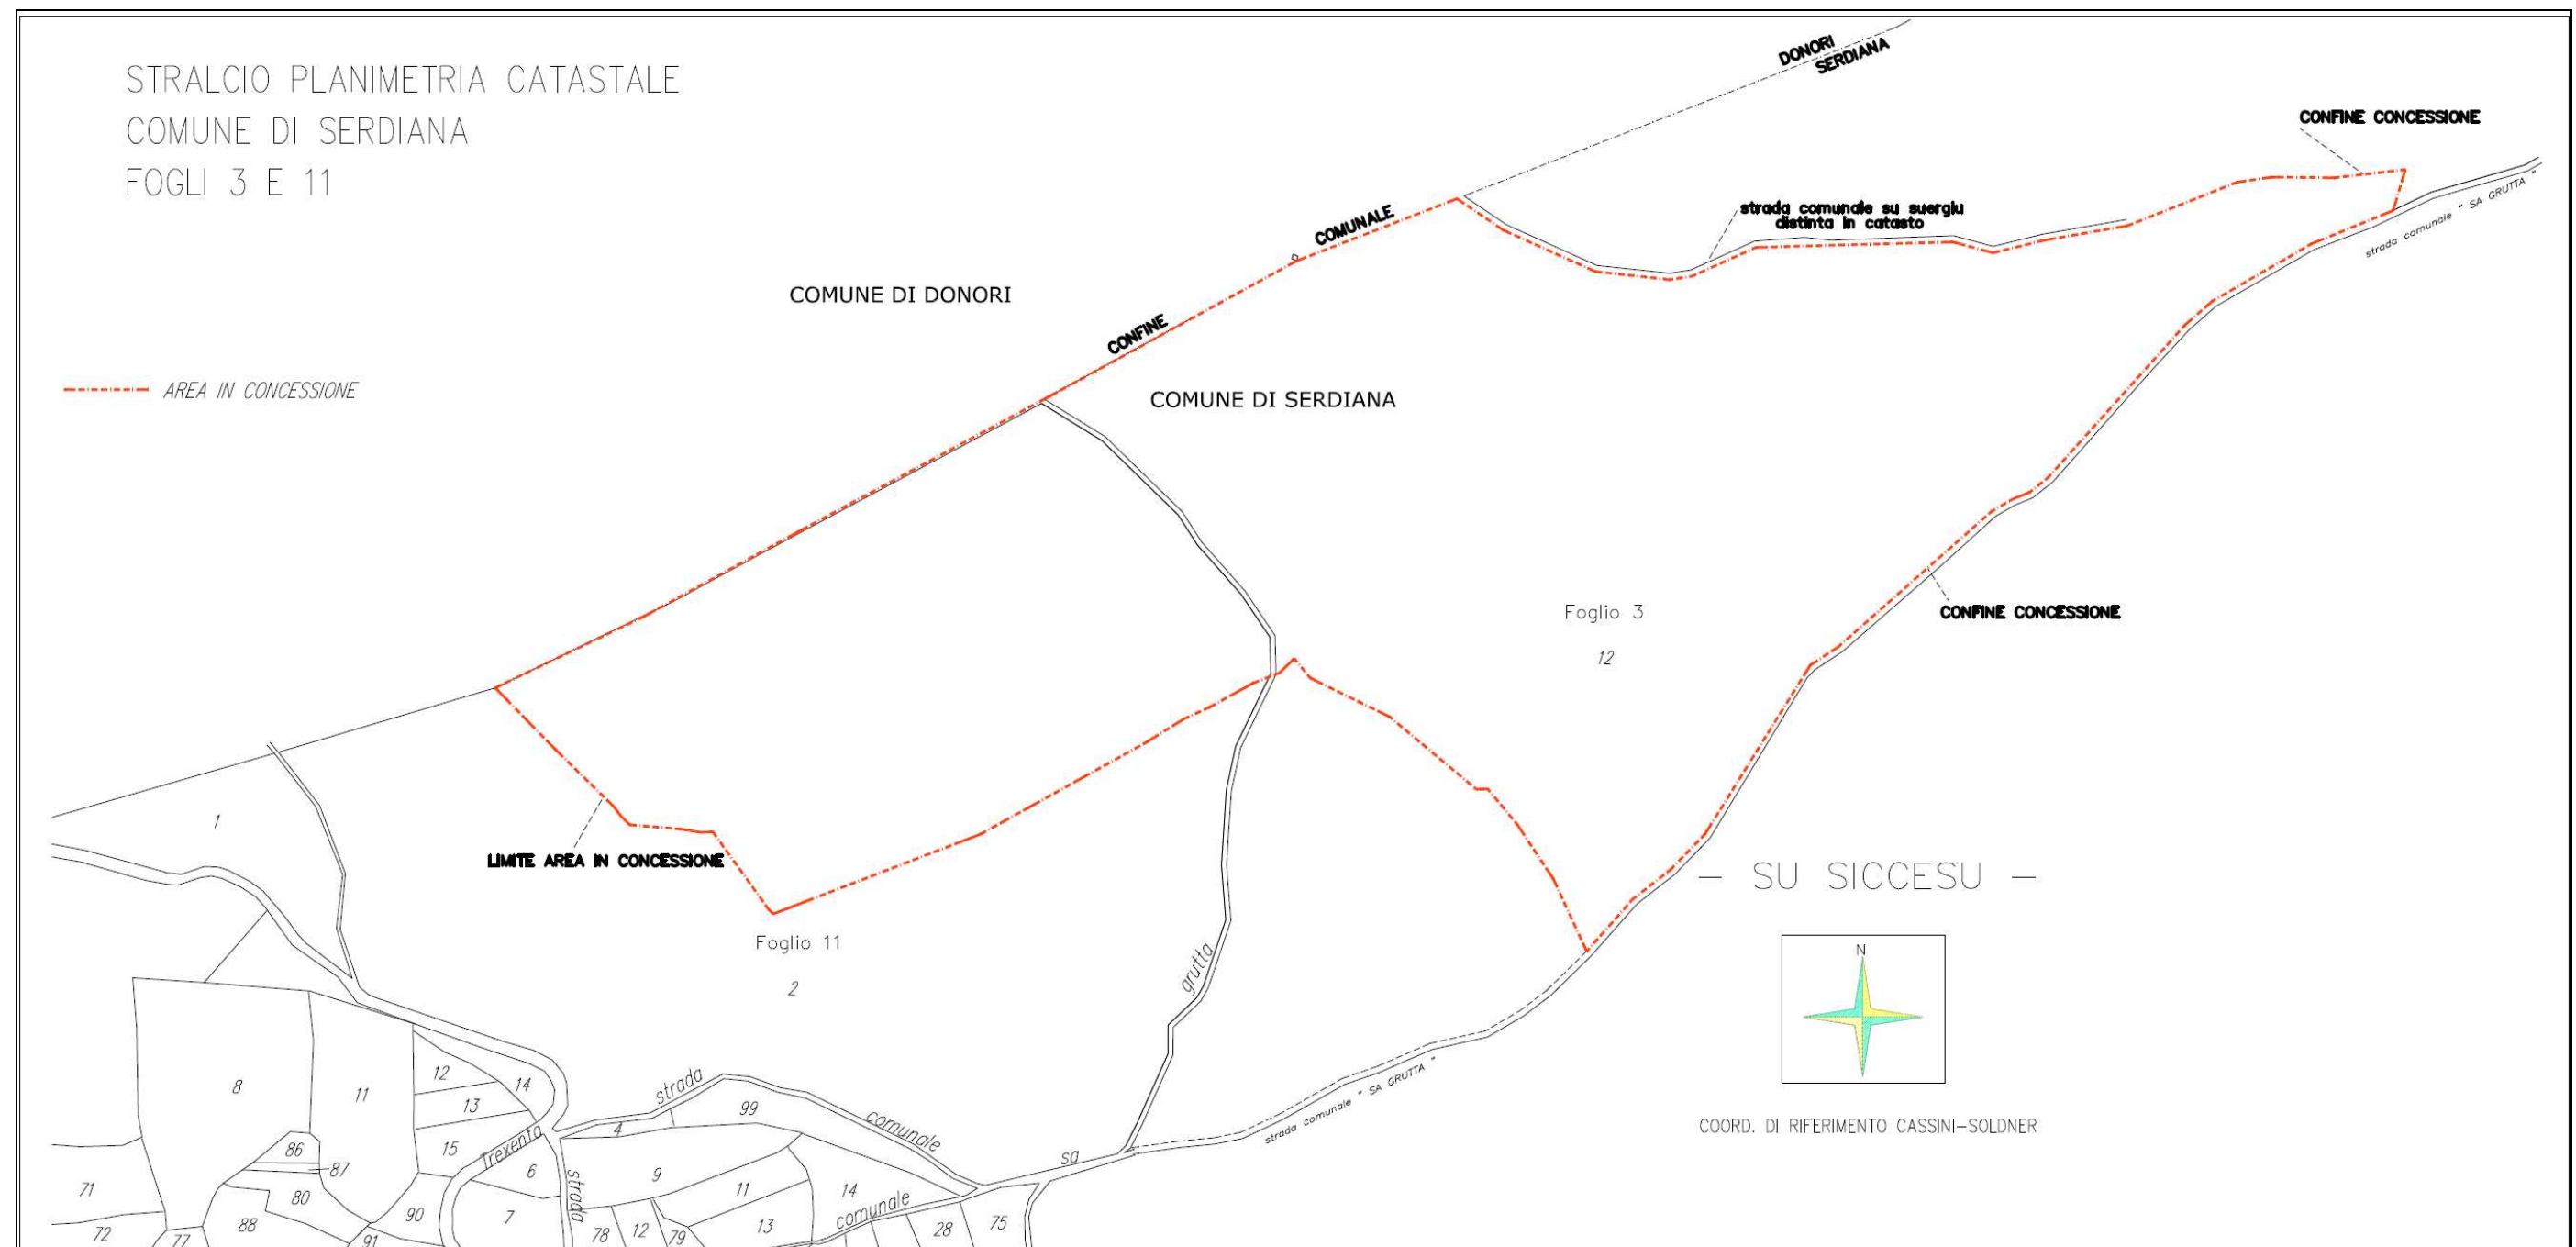 STRALCIO PLANIMETRIA CATASTALE
COMUNE DI SERDIANA
FOGLI 3 E 11
DONORI
SERDIANA
CONFINE CONCESSIONE
strada comunale su suergiu
distinta in catasto
strada comunale " SA GRUTTA "
COMUNALE
COMUNE DI DONORI
CONFINE
AREA IN CONCESSIONE
COMUNE DI SERDIANA
Foglio 3
12
CONFINE CONCESSIONE
1
LIMITE AREA IN CONCESSIONE
- SU SICCESU -
Foglio 11
2
grutta
N
COORD. DI RIFERIMENTO CASSINI-SOLDNER
strada comunale " SA GRUTTA "
8
11
12
14
13
15
strada
99
comunale
4
Trexenta
86
87
6
9
sa
71
80
strada
11
14
72
77
88
90
91
7
78
12
79
13
comunale
28
75